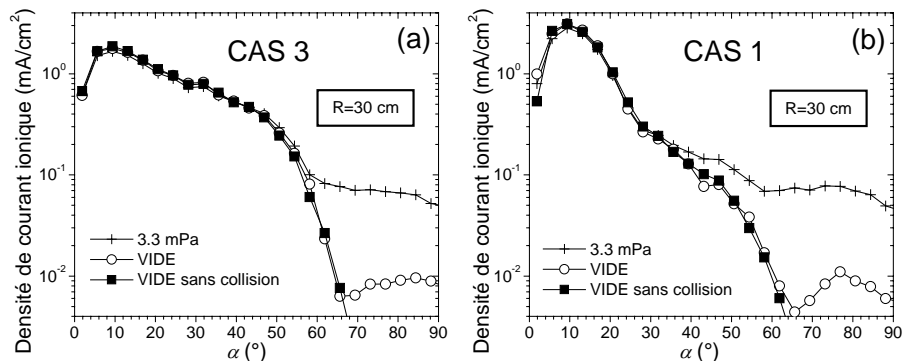 Densité de courant ionique (mA/cm²)
10⁰
10⁻¹
10⁻²
CAS 3
(a)
R=30 cm
3.3 mPa
VIDE
VIDE sans collision
0 10 20 30 40 50 60 70 80 90
α (°)
Densité de courant ionique (mA/cm²)
10⁰
10⁻¹
10⁻²
CAS 1
(b)
R=30 cm
3.3 mPa
VIDE
VIDE sans collision
0 10 20 30 40 50 60 70 80 90
α (°)